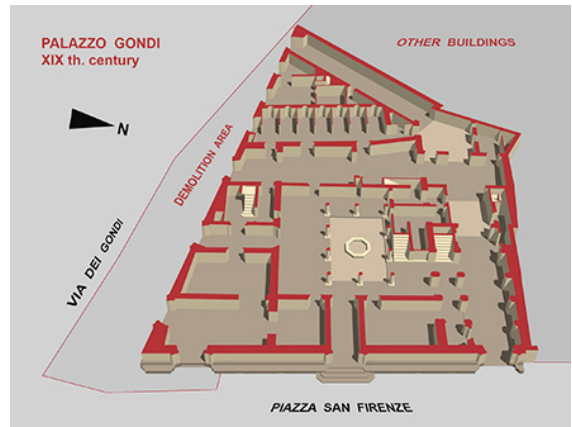 PALAZZO GONDI
XIX th. century
OTHER BUILDINGS
N
DEMOLITION AREA
VIA DEI GONDI
PIAZZA SAN FIRENZE